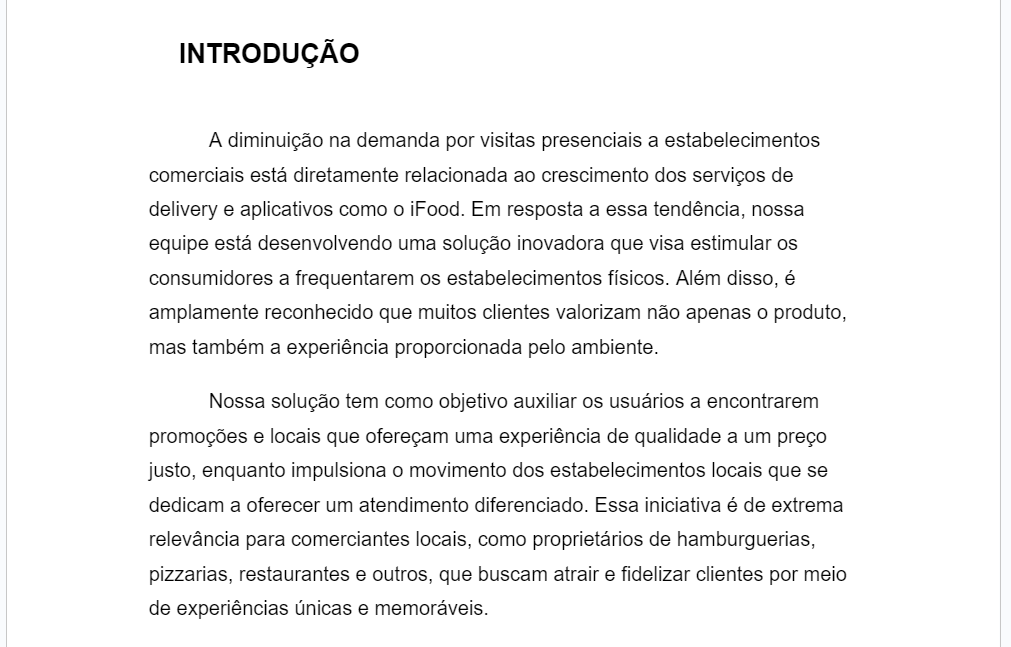 INTRODUÇÃO
A diminuição na demanda por visitas presenciais a estabelecimentos
comerciais está diretamente relacionada ao crescimento dos serviços de
delivery e aplicativos como o iFood. Em resposta a essa tendência, nossa
equipe está desenvolvendo uma solução inovadora que visa estimular os
consumidores a frequentarem os estabelecimentos físicos. Além disso, é
amplamente reconhecido que muitos clientes valorizam não apenas o produto,
mas também a experiência proporcionada pelo ambiente.
Nossa solução tem como objetivo auxiliar os usuários a encontrarem
promoções e locais que ofereçam uma experiência de qualidade a um preço
justo, enquanto impulsiona o movimento dos estabelecimentos locais que se
dedicam a oferecer um atendimento diferenciado. Essa iniciativa é de extrema
relevância para comerciantes locais, como proprietários de hamburguerias,
pizzarias, restaurantes e outros, que buscam atrair e fidelizar clientes por meio
de experiências únicas e memoráveis.